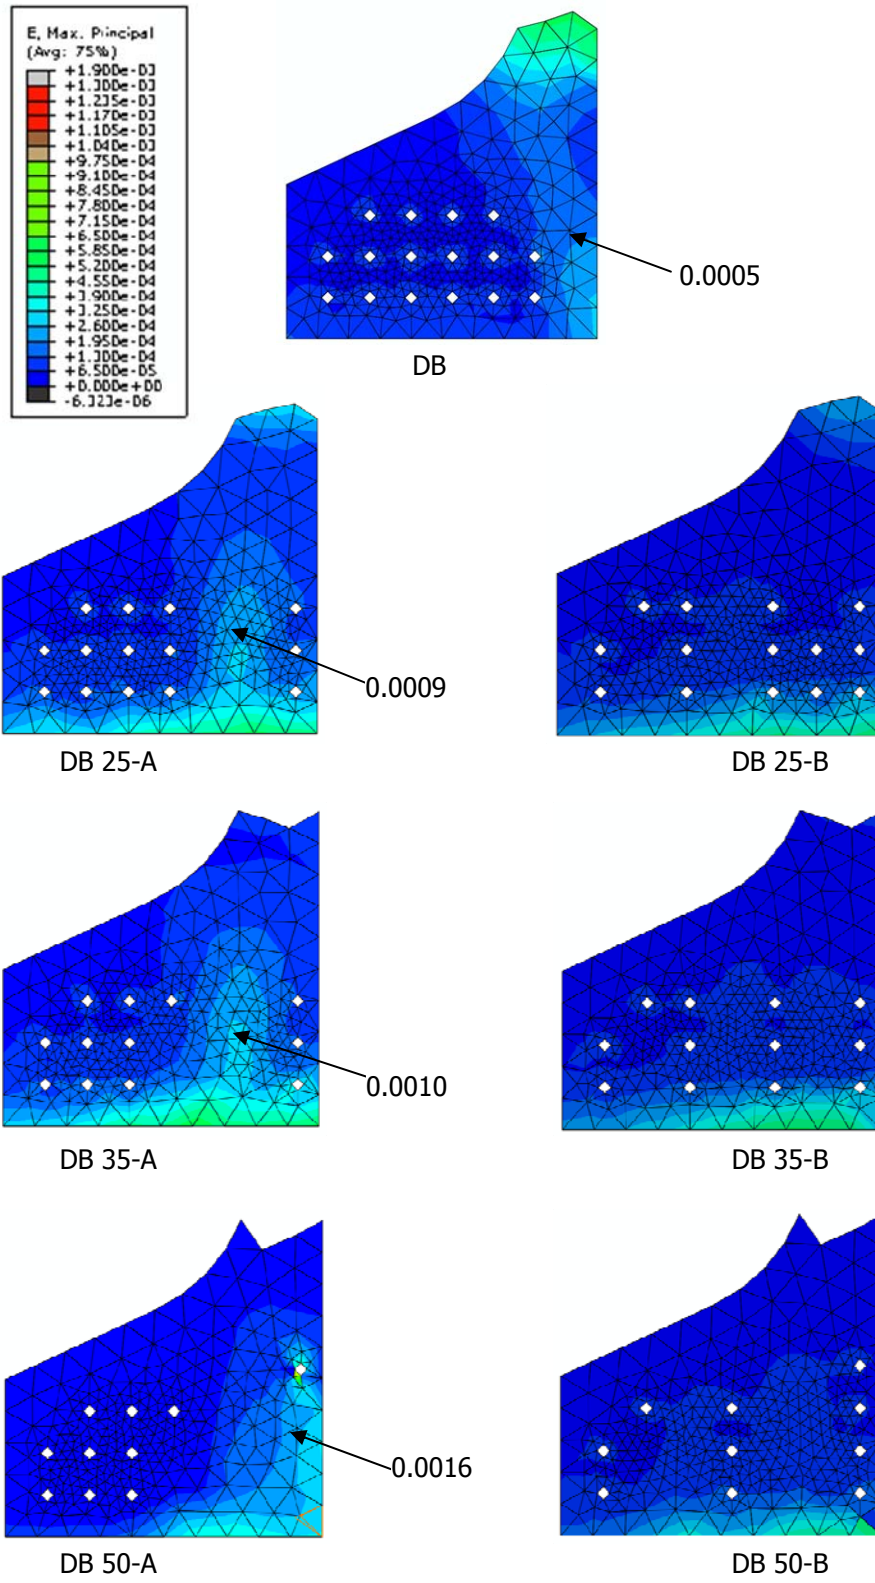 E, Max. Principal
(Avg: 75%)
+1.900e-03
+1.300e-03
+1.235e-03
+1.170e-03
+1.105e-03
+1.040e-03
+9.750e-04
+9.100e-04
+8.450e-04
+7.800e-04
+7.150e-04
+6.500e-04
+5.850e-04
+5.200e-04
+4.550e-04
+3.900e-04
+3.250e-04
+2.600e-04
+1.950e-04
+1.300e-04
+6.500e-05
+0.000e+00
-6.323e-06
0.0005
DB
0.0009
DB 25-A
DB 25-B
0.0010
DB 35-A
DB 35-B
0.0016
DB 50-A
DB 50-B